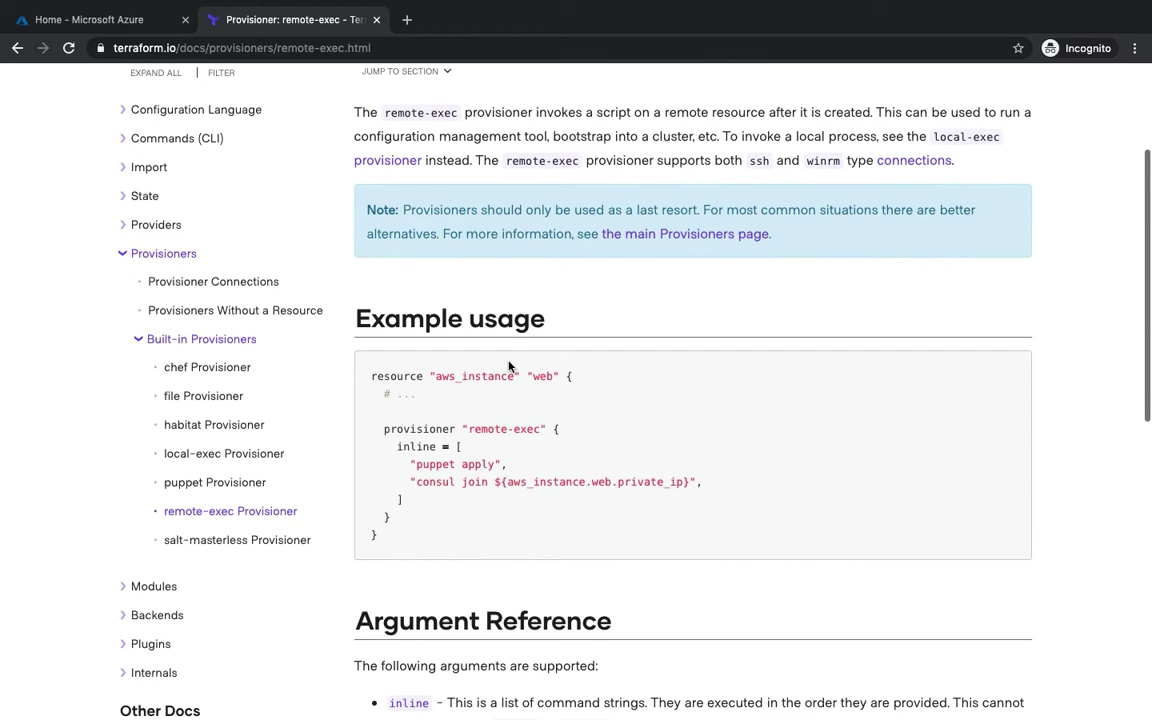 Home - Microsoft Azure
Provisioner: remote-exec - Ter
terraform.io/docs/provisioners/remote-exec.html
Incognito
EXPAND ALL | FILTER
Configuration Language
Commands (CLI)
Import
State
Providers
Provisioners
Provisioner Connections
Provisioners Without a Resource
Built-in Provisioners
chef Provisioner
file Provisioner
habitat Provisioner
local-exec Provisioner
puppet Provisioner
remote-exec Provisioner
salt-masterless Provisioner
Modules
Backends
Plugins
Internals
Other Docs
JUMP TO SECTION
The remote-exec provisioner invokes a script on a remote resource after it is created. This can be used to run a
configuration management tool, bootstrap into a cluster, etc. To invoke a local process, see the local-exec
provisioner instead. The remote-exec provisioner supports both ssh and winrm type connections.
Note: Provisioners should only be used as a last resort. For most common situations there are better
alternatives. For more information, see the main Provisioners page.
Example usage
resource "aws_instance" "web" {
# ...
provisioner "remote-exec" {
inline = [
"puppet apply",
"consul join ${aws_instance.web.private_ip}",
]
}
}
Argument Reference
The following arguments are supported:
inline - This is a list of command strings. They are executed in the order they are provided. This cannot